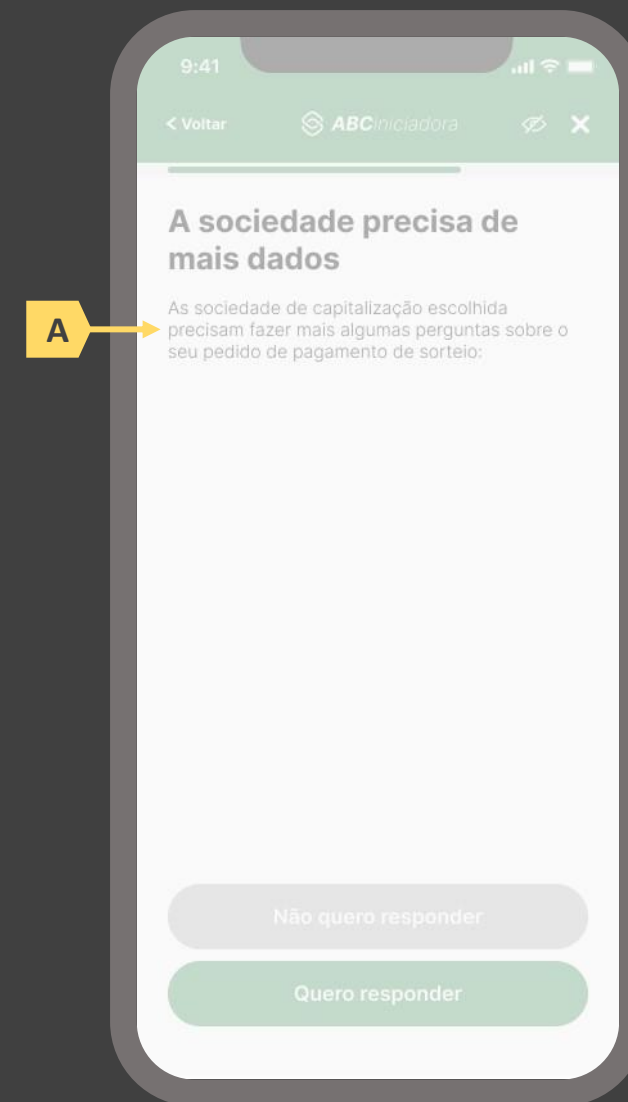 9:41
< Voltar
ABCiniciadora
A sociedade precisa de
mais dados
As sociedade de capitalização escolhida
precisam fazer mais algumas perguntas sobre o
seu pedido de pagamento de sorteio:
A
Não quero responder
Quero responder